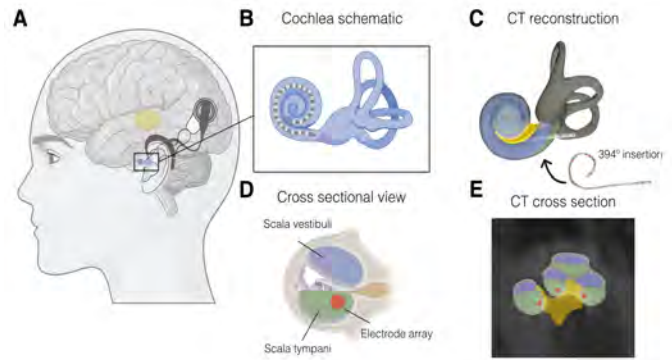 A
B
Cochlea schematic
C
CT reconstruction
394° insertion
D
Cross sectional view
Scala vestibuli
Scala tympani
Electrode array
E
CT cross section